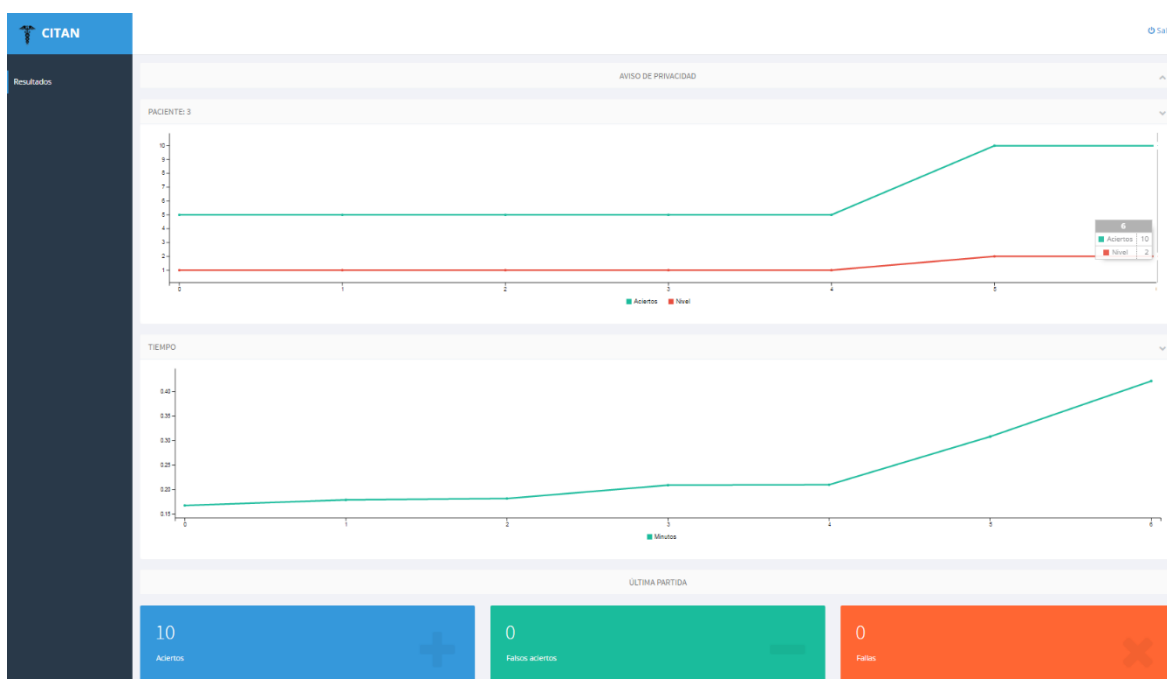 CITAN
Sal
Resultados
AVISO DE PRIVACIDAD
PACIENTE: 3
10
9
8
7
6
5
4
3
2
1
0 1 2 3 4 5
6
Aciertos 10
Nivel 2
Aciertos Nivel
TIEMPO
0.40
0.35
0.30
0.25
0.20
0.15
0 1 2 3 4 5 6
Minutos
ÚLTIMA PARTIDA
10
Aciertos
0
Falsos aciertos
0
Fallas